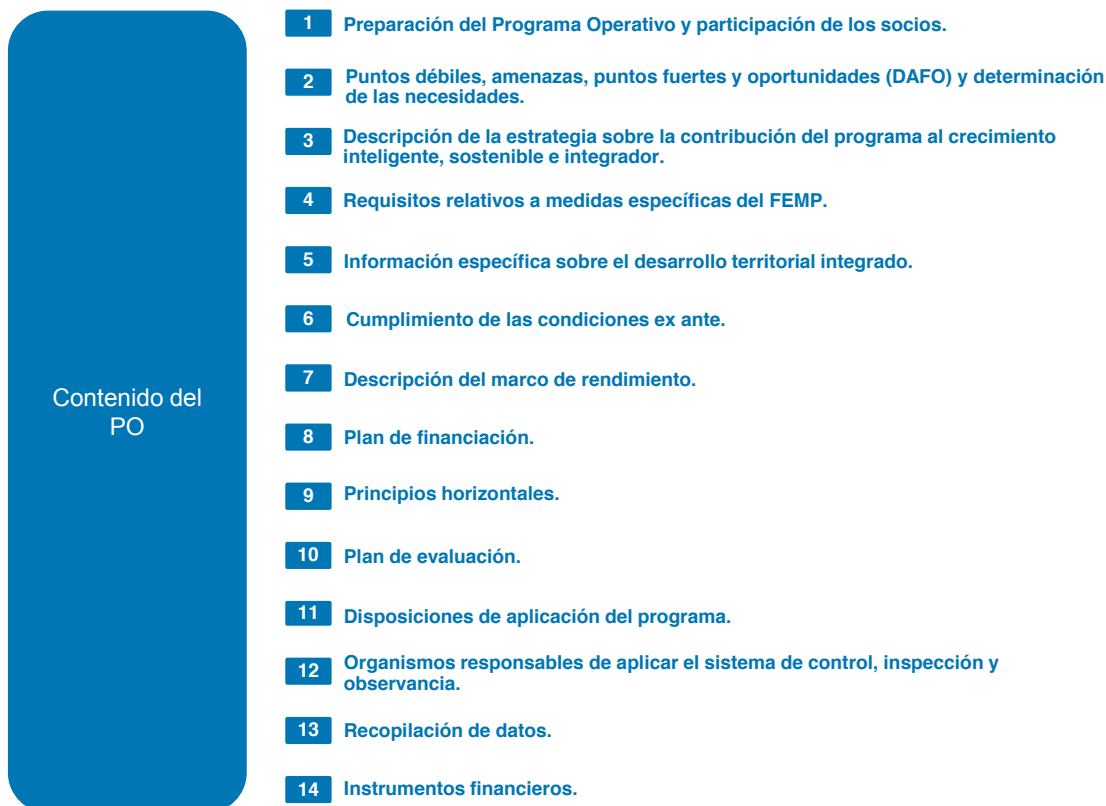 Contenido del
PO
1 Preparación del Programa Operativo y participación de los socios.
2 Puntos débiles, amenazas, puntos fuertes y oportunidades (DAFO) y determinación
de las necesidades.
3 Descripción de la estrategia sobre la contribución del programa al crecimiento
inteligente, sostenible e integrador.
4 Requisitos relativos a medidas específicas del FEMP.
5 Información específica sobre el desarrollo territorial integrado.
6 Cumplimiento de las condiciones ex ante.
7 Descripción del marco de rendimiento.
8 Plan de financiación.
9 Principios horizontales.
10 Plan de evaluación.
11 Disposiciones de aplicación del programa.
12 Organismos responsables de aplicar el sistema de control, inspección y
observancia.
13 Recopilación de datos.
14 Instrumentos financieros.